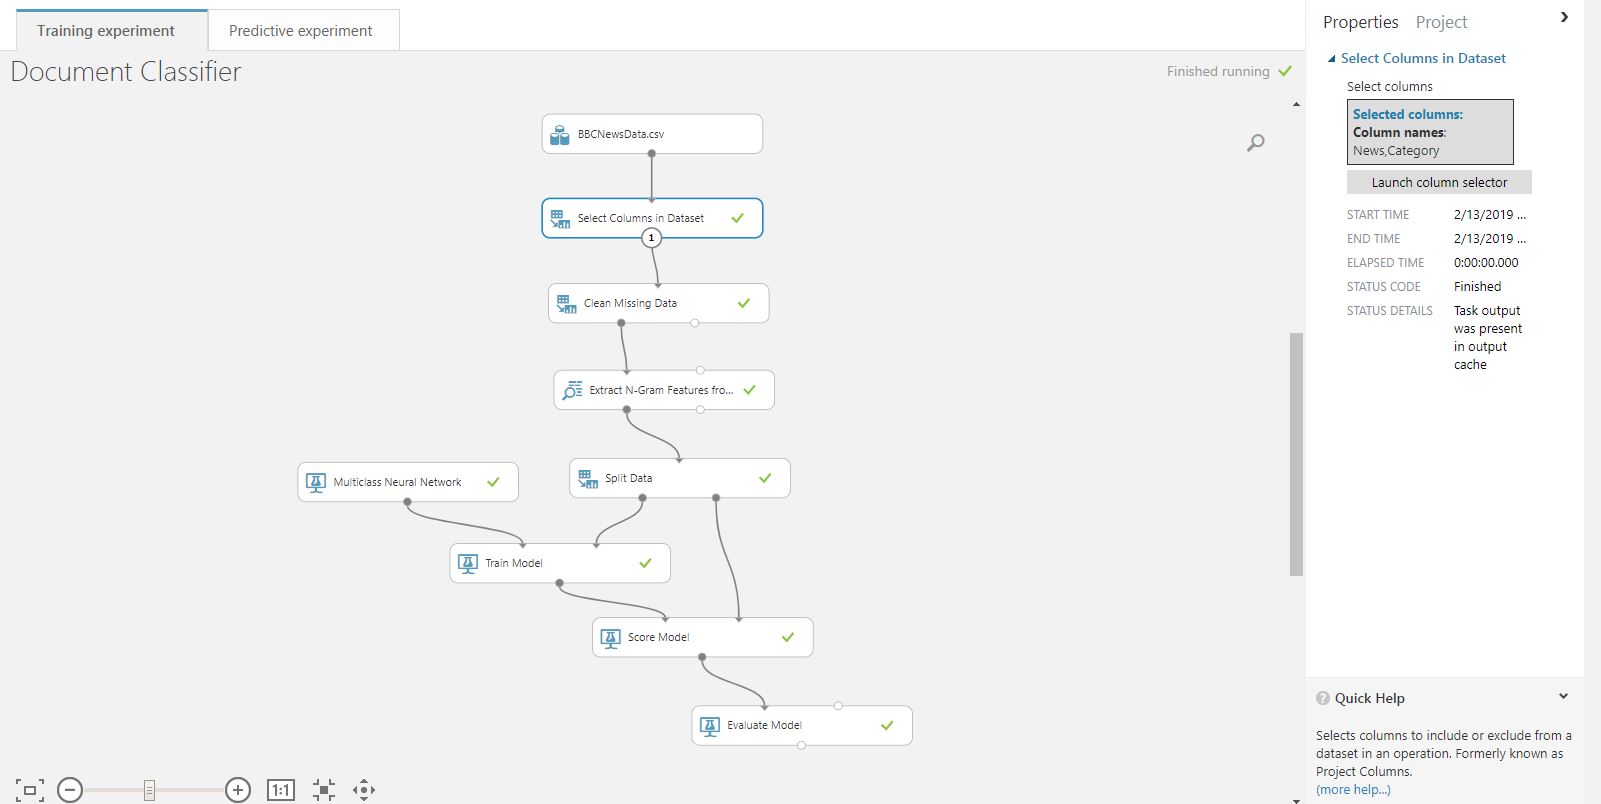 Training experiment
Predictive experiment
Document Classifier
Finished running
BBCNewsData.csv
Select Columns in Dataset
1
Clean Missing Data
Extract N-Gram Features fro...
Multiclass Neural Network
Split Data
Train Model
Score Model
Evaluate Model
1:1
Properties Project
Select Columns in Dataset
Select columns
Selected columns:
Column names:
News,Category
Launch column selector
START TIME 2/13/2019 ...
END TIME 2/13/2019 ...
ELAPSED TIME 0:00:00.000
STATUS CODE Finished
STATUS DETAILS Task output
was present
in output
cache
? Quick Help
Selects columns to include or exclude from a
dataset in an operation. Formerly known as
Project Columns.
(more help...)